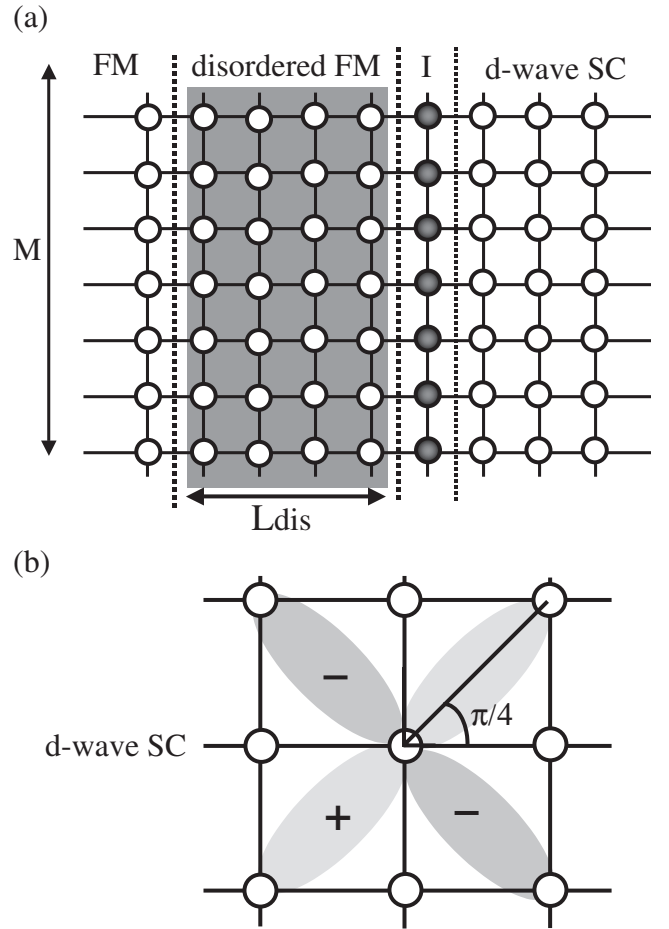 (a)
FM disordered FM I d-wave SC
M
Ldis
(b)
−
π/4
d-wave SC
+ −